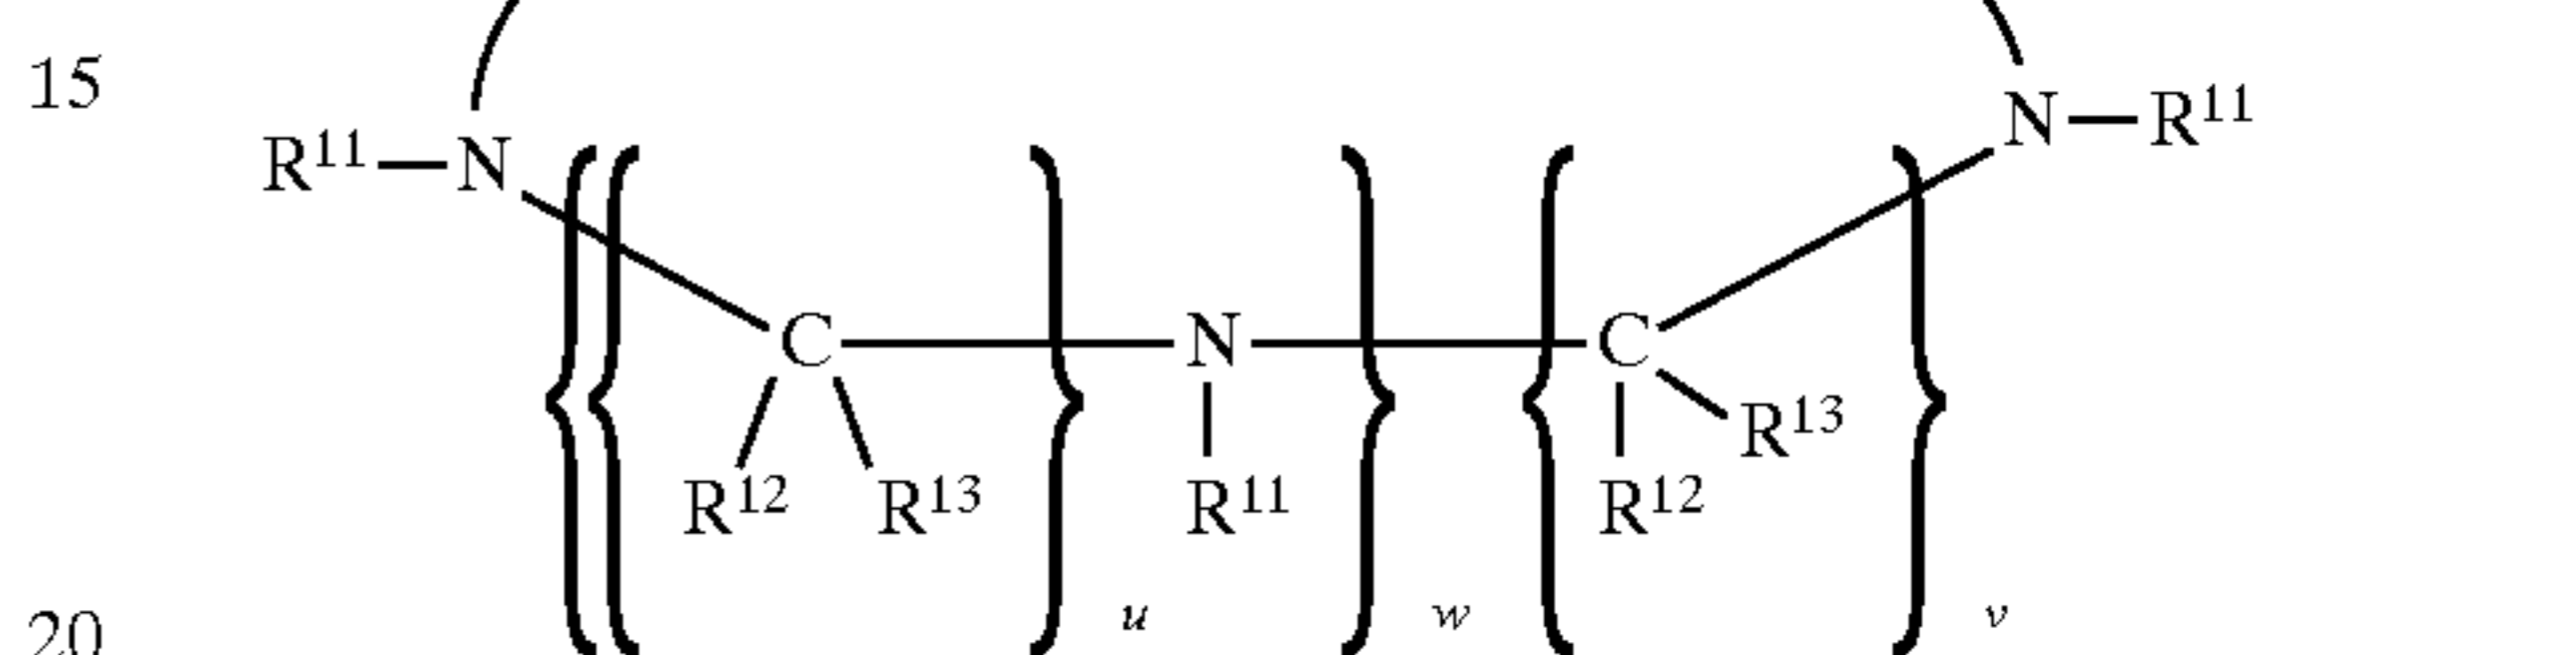 15
R¹¹—N N—R¹¹
C N C
R¹³
R¹² R¹³ R¹¹ R¹²
u w v
20